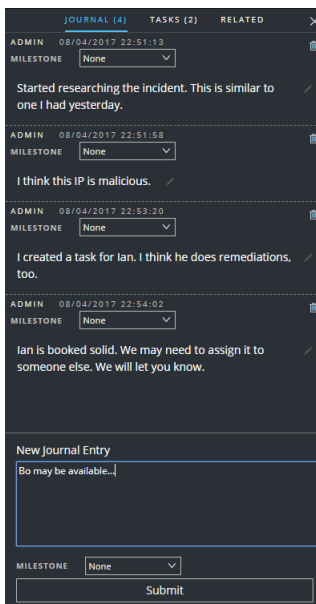 JOURNAL (4) TASKS (2) RELATED
ADMIN 08/04/2017 22:51:13
MILESTONE None
Started researching the incident. This is similar to
one I had yesterday.
ADMIN 08/04/2017 22:51:58
MILESTONE None
I think this IP is malicious.
ADMIN 08/04/2017 22:53:20
MILESTONE None
I created a task for Ian. I think he does remediations,
too.
ADMIN 08/04/2017 22:54:02
MILESTONE None
Ian is booked solid. We may need to assign it to
someone else. We will let you know.
New Journal Entry
Bo may be available...
MILESTONE None
Submit